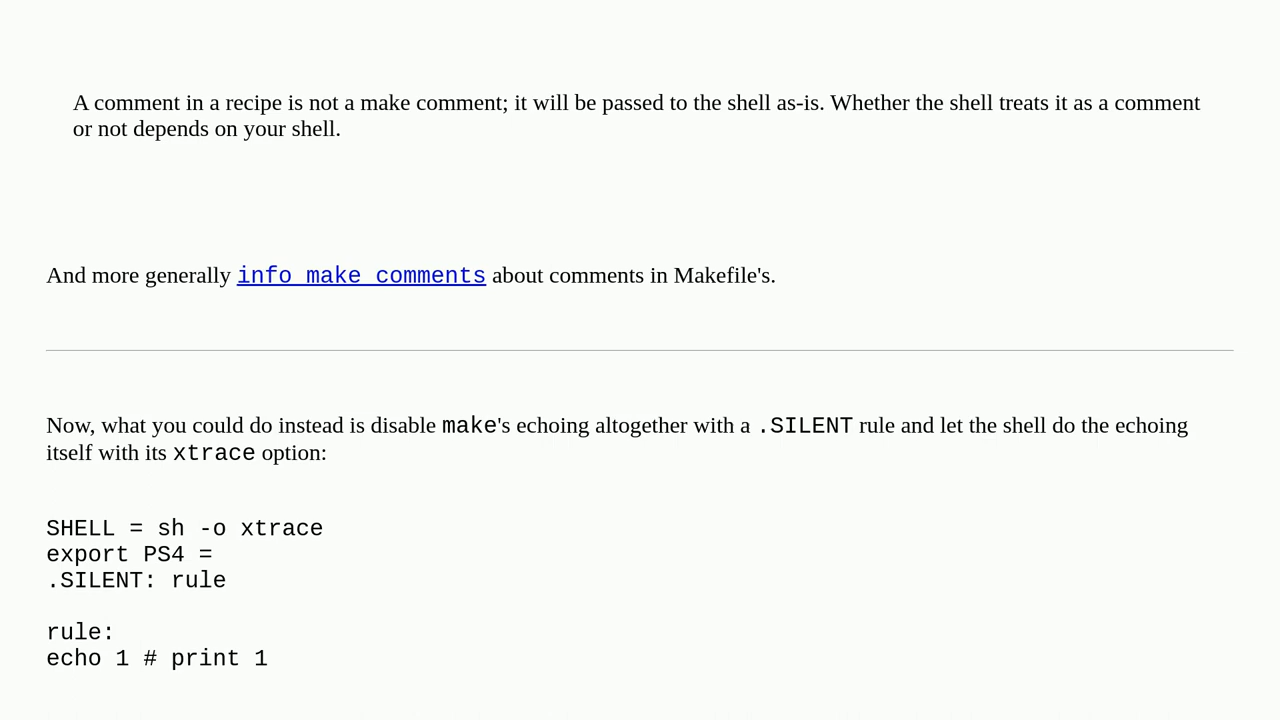 A comment in a recipe is not a make comment; it will be passed to the shell as-is. Whether the shell treats it as a comment
or not depends on your shell.
And more generally info make comments about comments in Makefile's.
Now, what you could do instead is disable make's echoing altogether with a .SILENT rule and let the shell do the echoing
itself with its xtrace option:
SHELL = sh -o xtrace
export PS4 =
.SILENT: rule
rule:
echo 1 # print 1